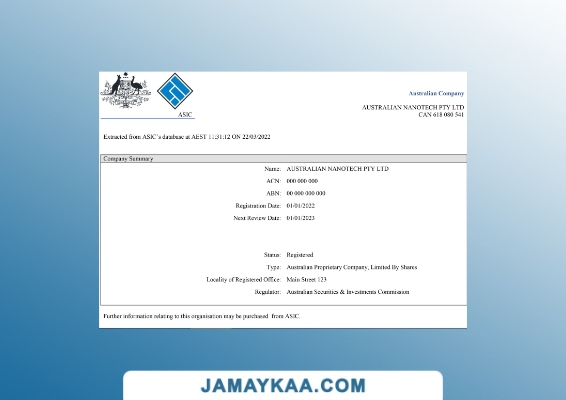 ASIC
Australian Company
AUSTRALIAN NANOTECH PTY LTD
CAN 618 080 541
Extracted from ASIC's database at AEST 11:31:12 ON 22/03/2022
Company Summary
Name: AUSTRALIAN NANOTECH PTY LTD
ACN: 000 000 000
ABN: 00 000 000 000
Registration Date: 01/01/2022
Next Review Date: 01/01/2023
Status: Registered
Type: Australian Proprietary Company, Limited By Shares
Locality of Registered Office: Main Street 123
Regulator: Australian Securities & Investments Commission
Further information relating to this organisation may be purchased from ASIC.
JAMAYKAA.COM